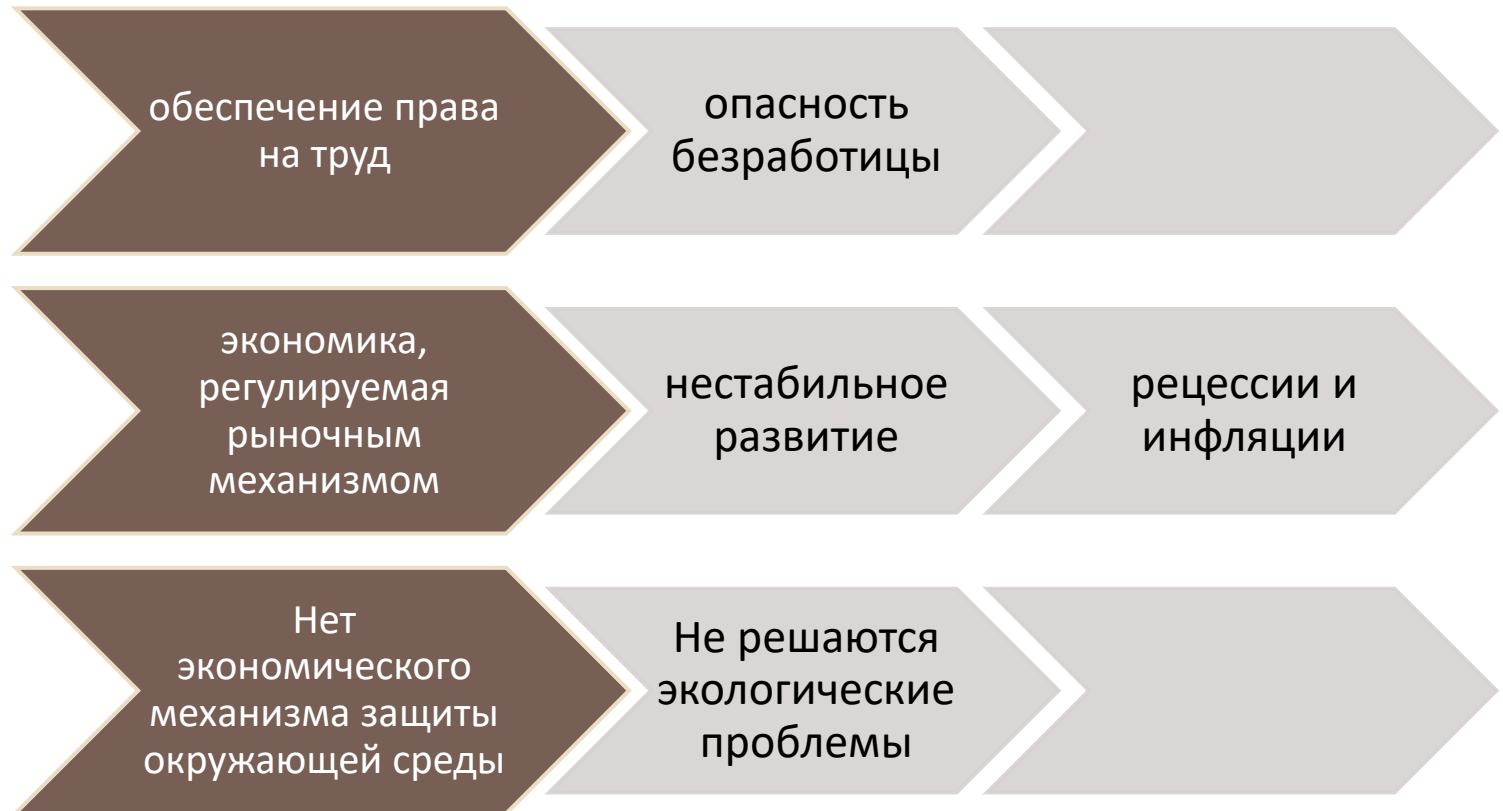 обеспечение права
на труд
опасность
безработицы
экономика,
регулируемая
рыночным
механизмом
нестабильное
развитие
рецессии и
инфляции
Нет
экономического
механизма защиты
окружающей среды
Не решаются
экологические
проблемы